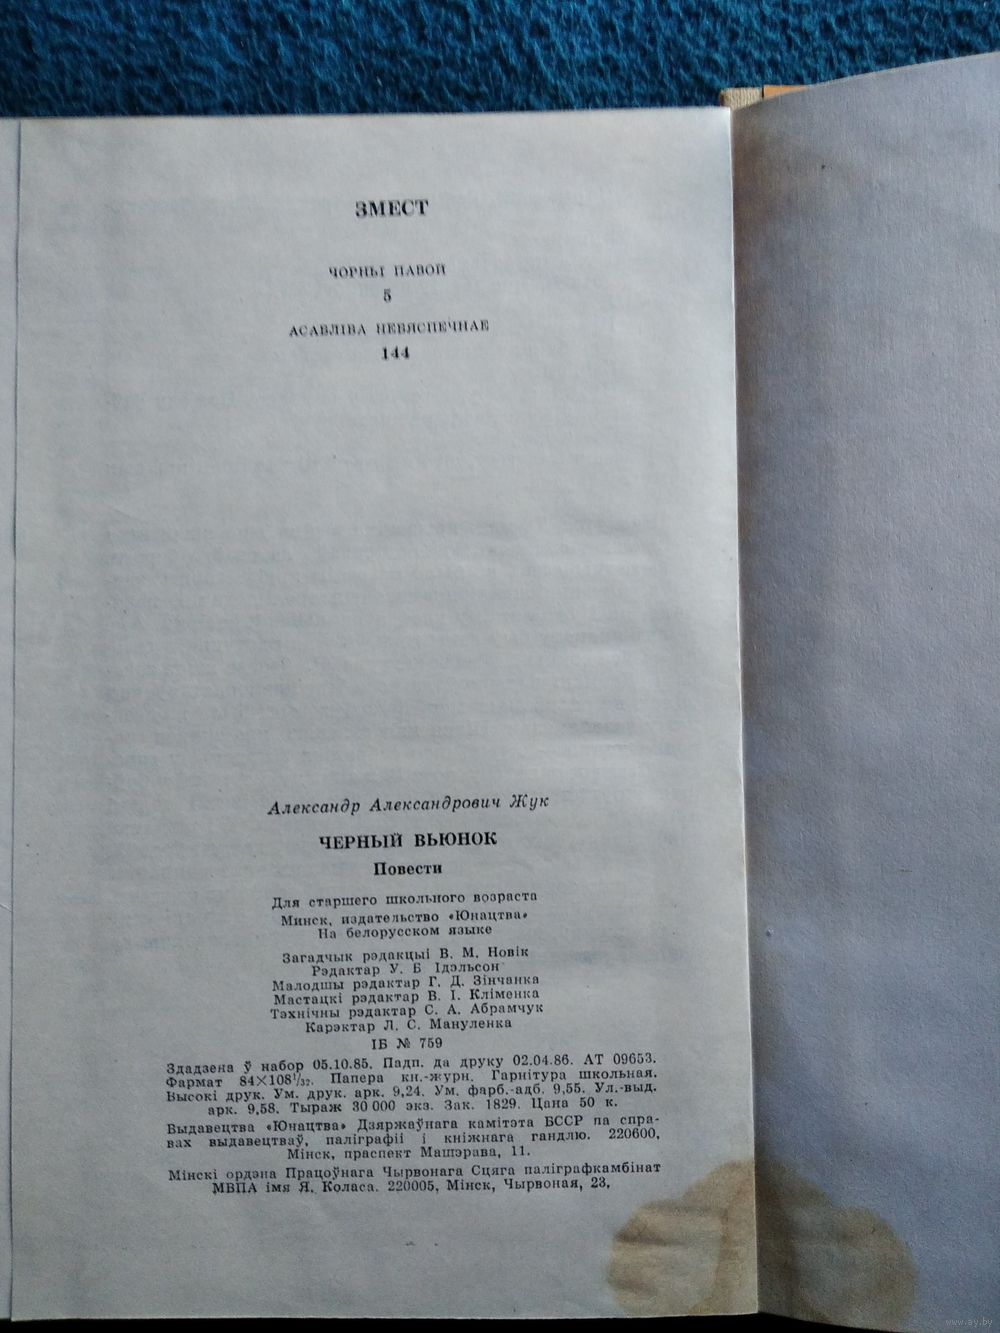 ЗМЕСТ
ЧОРНЫ ПАВОЙ
5
АСАБЛІВА НЕБЯСПЕЧНАЕ
144
Александр Александрович Жук
ЧЕРНЫЙ ВЬЮНОК
Повести
Для старшего школьного возраста
Минск, издательство «Юнацтва»
На белорусском языке
Загадчык рэдакцыі В. М. Новік
Рэдактар У. Б Ідэльсон
Малодшы рэдактар Г. Д. Зінчанка
Мастацкі рэдактар В. І. Кліменка
Тэхнічны рэдактар С. А. Абрамчук
Карэктар Л. С. Мануленка
ІБ № 759
Здадзена ў набор 05.10.85. Падп. да друку 02.04.86. АТ 09653.
Фармат 84×108¹/₃₂. Папера кн.-журн. Гарнітура школьная.
Высокі друк. Ум. друк. арк. 9,24. Ум. фарб.-адб. 9,55. Ул.-выд.
арк. 9,58. Тыраж 30 000 экз. Зак. 1829. Цана 50 к.
Выдавецтва «Юнацтва» Дзяржаўнага камітэта БССР па спра-
вах выдавецтваў, паліграфіі і кніжнага гандлю. 220600,
Мінск, праспект Машэрава, 11.
Мінскі ордэна Працоўнага Чырвонага Сцяга паліграфкамбінат
МВПА імя Я. Коласа. 220005, Мінск, Чырвоная, 23.
www.ay.by